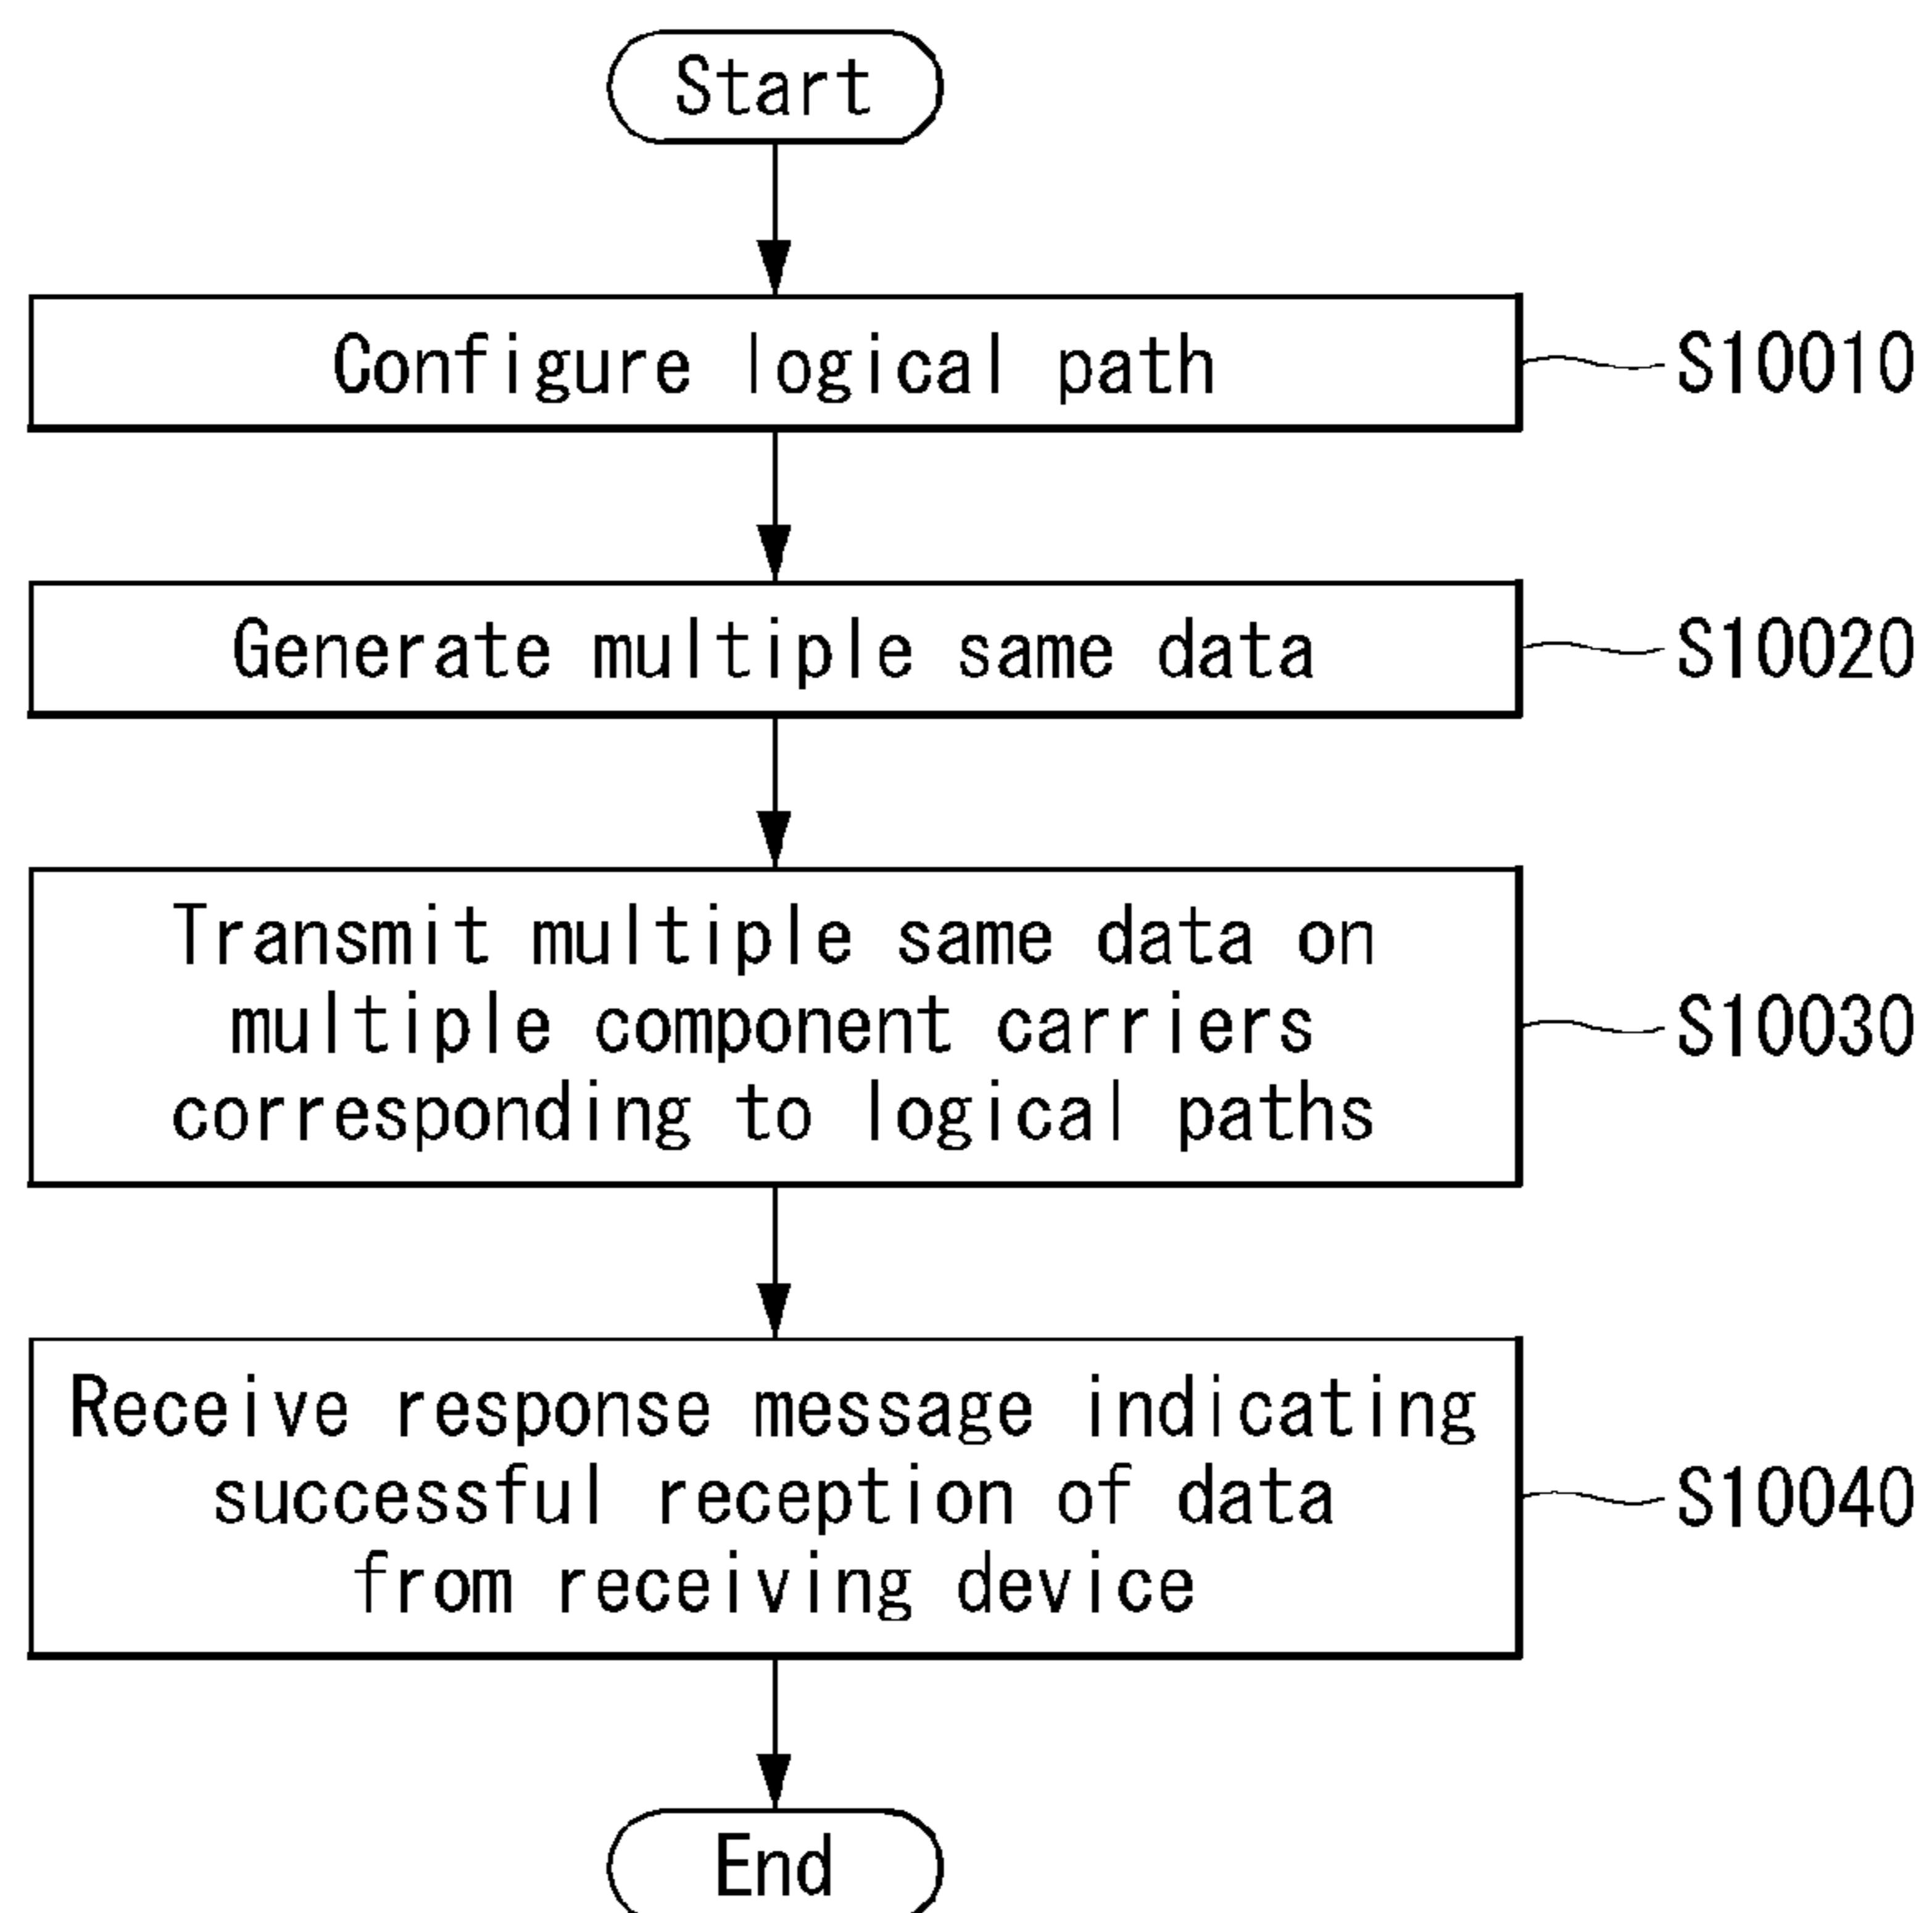 Start
Configure logical path
S10010
Generate multiple same data
S10020
Transmit multiple same data on
multiple component carriers
S10030
corresponding to logical paths
Receive response message indicating
successful reception of data
S10040
from receiving device
End